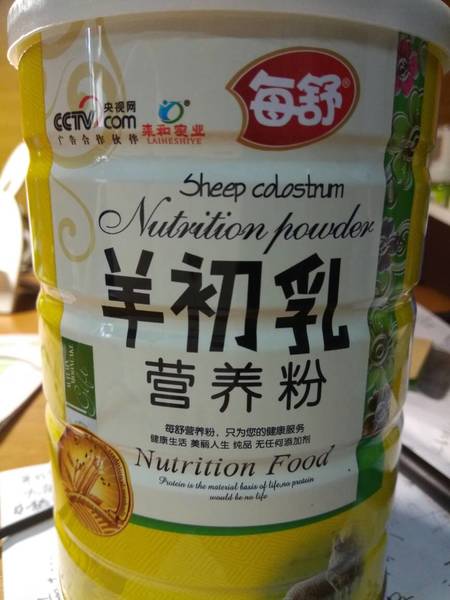 CCTV.com 央视网
广告合作伙伴
莱和实业
LAIHESHIYE
每舒®
Sheep colostrum
Nutrition powder
羊初乳
营养粉
每舒营养粉，只为您的健康服务
健康生活 美丽人生 纯品 无任何添加剂
Nutrition Food
Protein is the material basis of life,no protein
would be no life